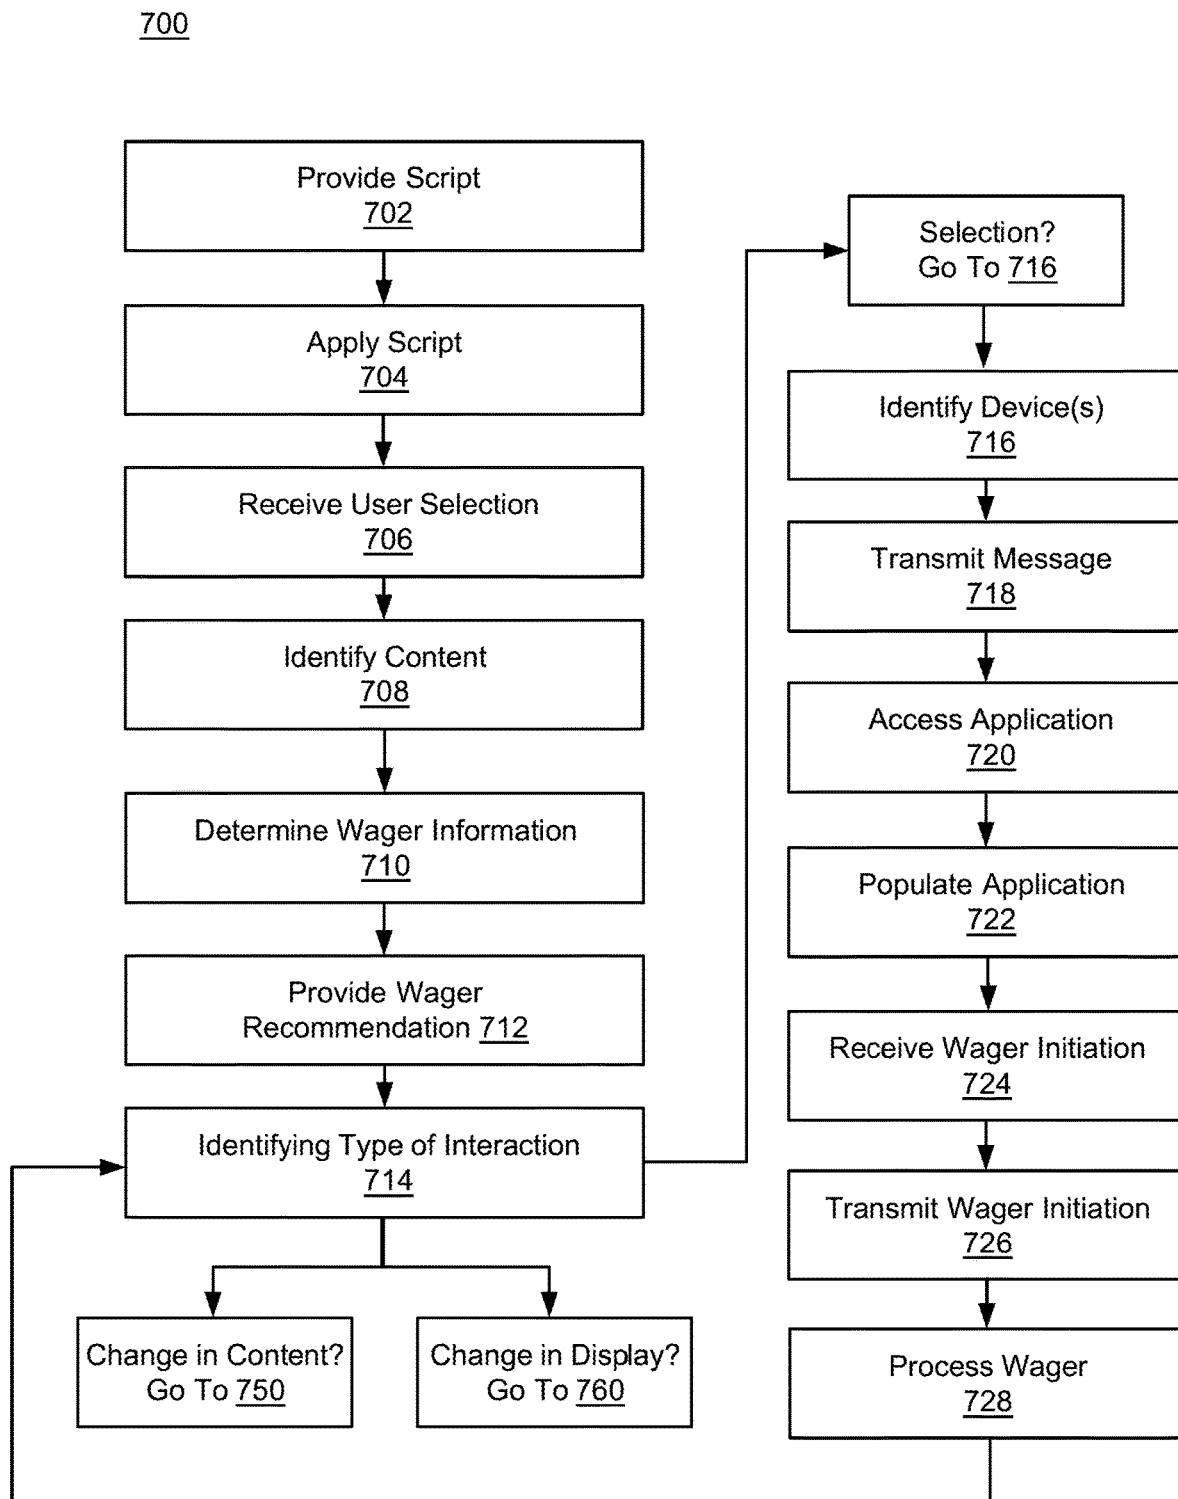 700
Provide Script
702
Apply Script
704
Receive User Selection
706
Identify Content
708
Determine Wager Information
710
Provide Wager
Recommendation 712
Identifying Type of Interaction
714
Change in Content?
Go To 750
Change in Display?
Go To 760
Selection?
Go To 716
Identify Device(s)
716
Transmit Message
718
Access Application
720
Populate Application
722
Receive Wager Initiation
724
Transmit Wager Initiation
726
Process Wager
728